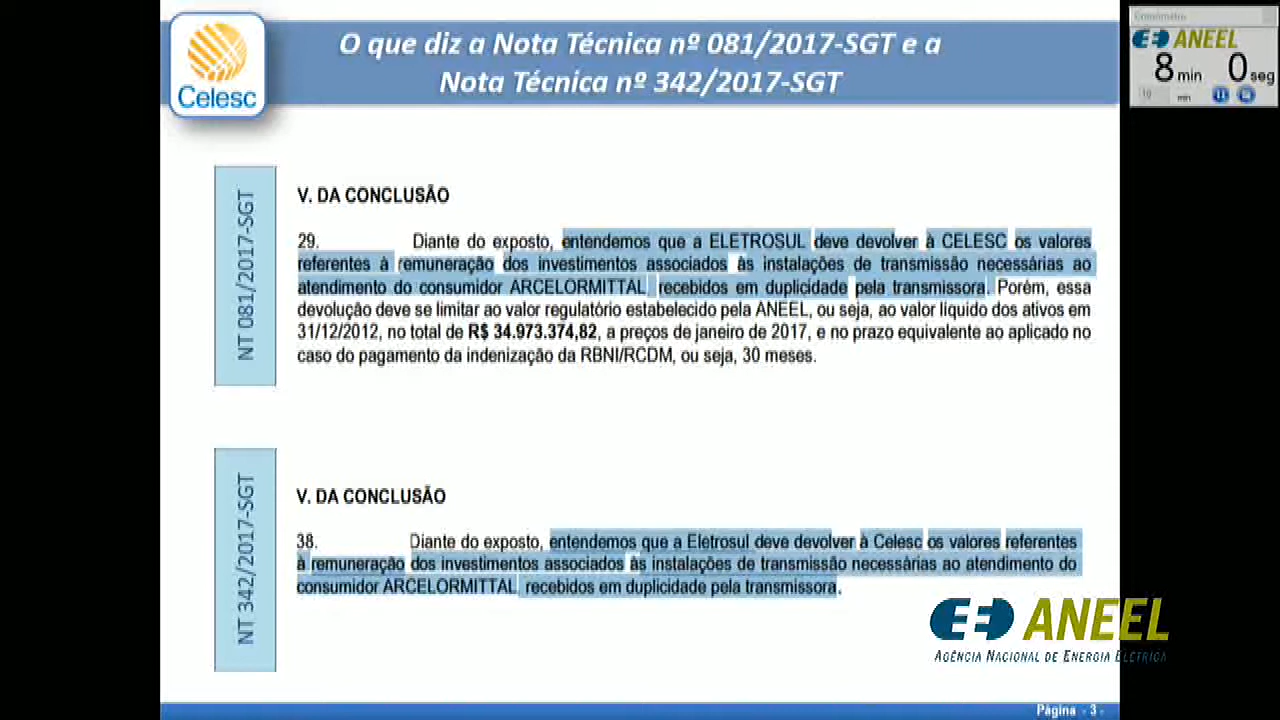 O que diz a Nota Técnica nº 081/2017-SGT e a
Nota Técnica nº 342/2017-SGT
Celesc
Cronômetro
ANEEL
8 min 0 seg
10 min
NT 081/2017-SGT
V. DA CONCLUSÃO
29. Diante do exposto, entendemos que a ELETROSUL deve devolver à CELESC os valores
referentes à remuneração dos investimentos associados às instalações de transmissão necessárias ao
atendimento do consumidor ARCELORMITTAL, recebidos em duplicidade pela transmissora. Porém, essa
devolução deve se limitar ao valor regulatório estabelecido pela ANEEL, ou seja, ao valor líquido dos ativos em
31/12/2012, no total de R$ 34.973.374,82, a preços de janeiro de 2017, e no prazo equivalente ao aplicado no
caso do pagamento da indenização da RBNI/RCDM, ou seja, 30 meses.
NT 342/2017-SGT
V. DA CONCLUSÃO
38. Diante do exposto, entendemos que a Eletrosul deve devolver à Celesc os valores referentes
à remuneração dos investimentos associados às instalações de transmissão necessárias ao atendimento do
consumidor ARCELORMITTAL, recebidos em duplicidade pela transmissora.
ANEEL
AGÊNCIA NACIONAL DE ENERGIA ELÉTRICA
Página - 3 -